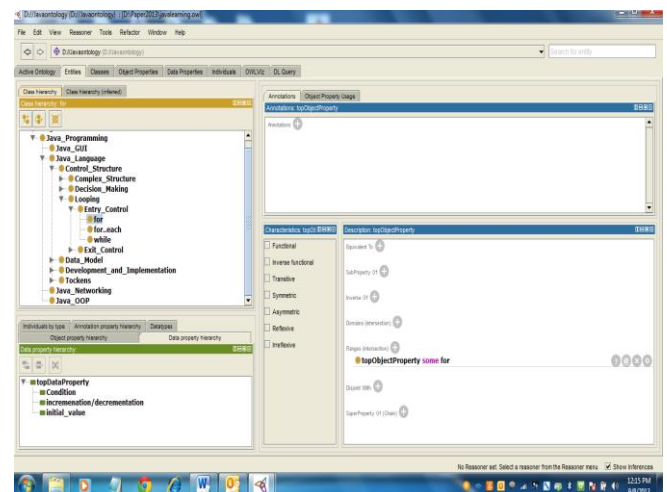 D:/Javaontology (D:/Javaontology) : [D:\Paper2013\javalearning.owl]
File Edit View Reasoner Tools Refactor Window Help
D:/Javaontology (D:/Javaontology)
Search for entity
Active Ontology Entities Classes Object Properties Data Properties Individuals OWLViz DL Query
Class hierarchy Class hierarchy (inferred)
Class hierarchy: for
Java_Programming
Java_GUI
Java_Language
Control_Structure
Complex_Structure
Decision_Making
Looping
Entry_Control
for
for..each
while
Exit_Control
Data_Model
Development_and_Implementation
Tockens
Java_Networking
Java_OOP
Individuals by type Annotation property hierarchy Datatypes
Object property hierarchy Data property hierarchy
Data property hierarchy:
topDataProperty
Condition
incremenation/decrementation
initial_value
Annotations Object Property Usage
Annotations: topObjectProperty
Annotations
Characteristics: topOb
Functional
Inverse functional
Transitive
Symmetric
Asymmetric
Reflexive
Irreflexive
Description: topObjectProperty
Equivalent To
SubProperty Of
Inverse Of
Domains (intersection)
Ranges (intersection)
topObjectProperty some for
Disjoint With
SuperProperty Of (Chain)
No Reasoner set. Select a reasoner from the Reasoner menu Show Inferences
12:15 PM